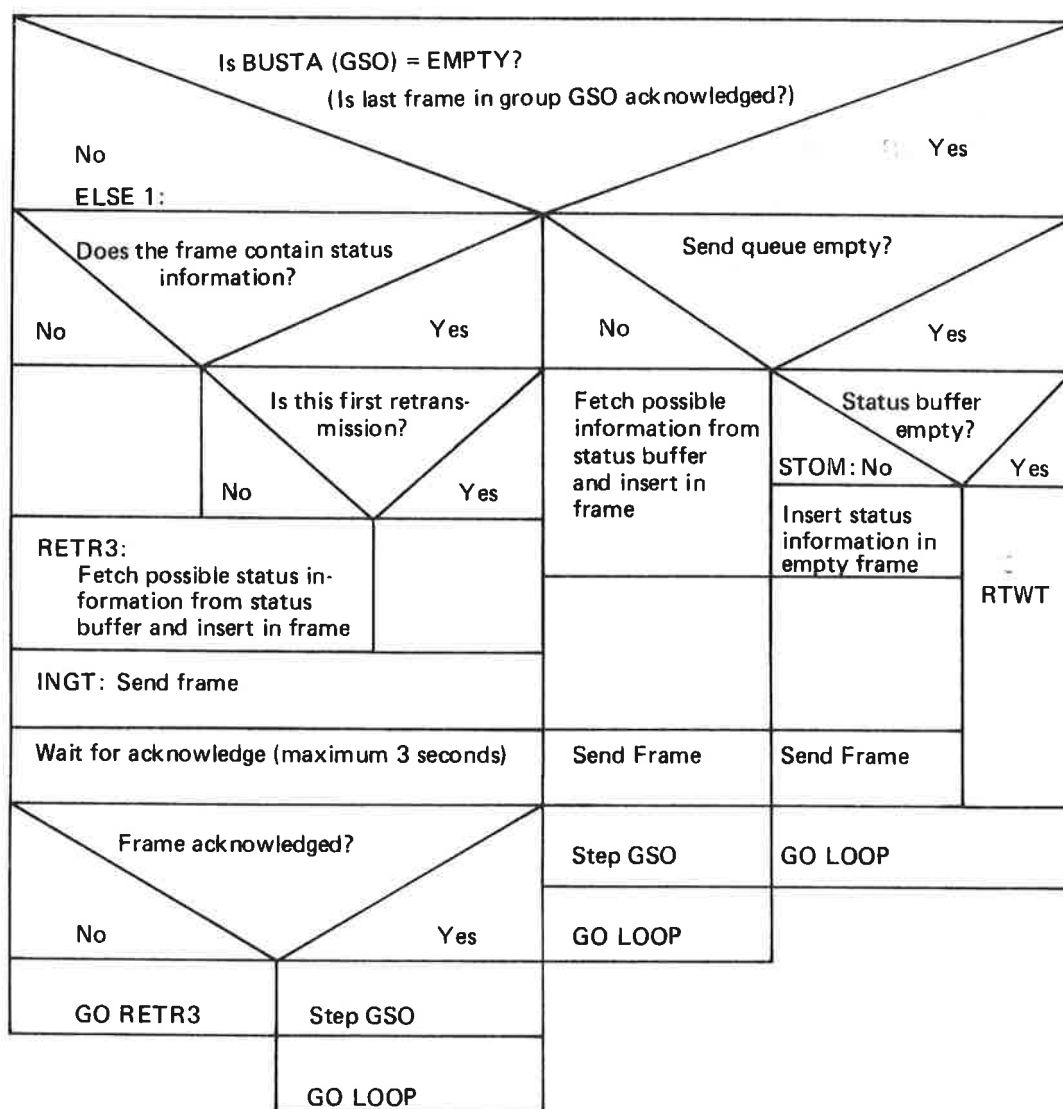 Is BUSTA (GSO) = EMPTY?
(Is last frame in group GSO acknowledged?)
No
Yes
ELSE 1:
Does the frame contain status
information?
No
Yes
Send queue empty?
No
Yes
Is this first retrans-
mission?
No
Yes
Fetch possible
information from
status buffer
and insert in
frame
Status buffer
empty?
STOM: No
Yes
Insert status
information in
empty frame
RTWT
RETR3:
Fetch possible status in-
formation from status
buffer and insert in frame
INGT: Send frame
Wait for acknowledge (maximum 3 seconds)
Send Frame
Send Frame
Frame acknowledged?
No
Yes
Step GSO
GO LOOP
GO LOOP
GO RETR3
Step GSO
GO LOOP